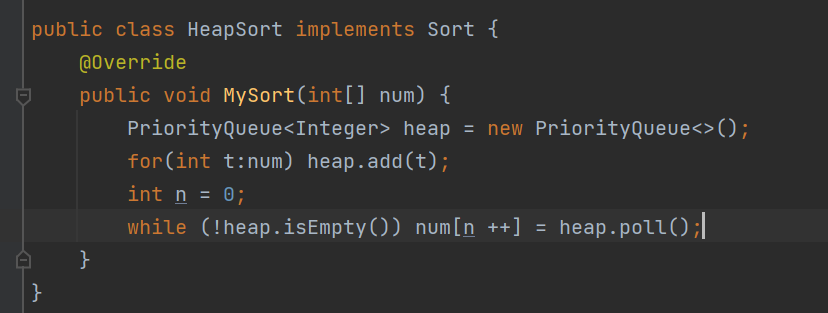 public class HeapSort implements Sort {
    @Override
    public void MySort(int[] num) {
        PriorityQueue<Integer> heap = new PriorityQueue<>();
        for(int t:num) heap.add(t);
        int n = 0;
        while (!heap.isEmpty()) num[n ++] = heap.poll();
    }
}